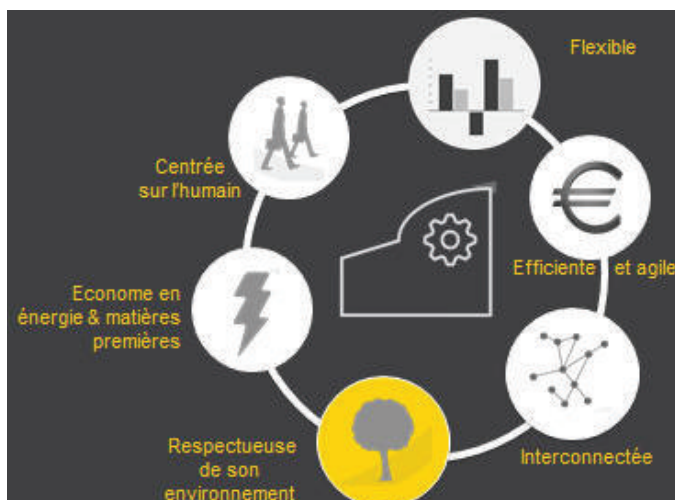 Flexible
Centrée
sur l'humain
Efficiente et agile
Econome en
énergie & matières
premières
Interconnectée
Respectueuse
de son
environnement